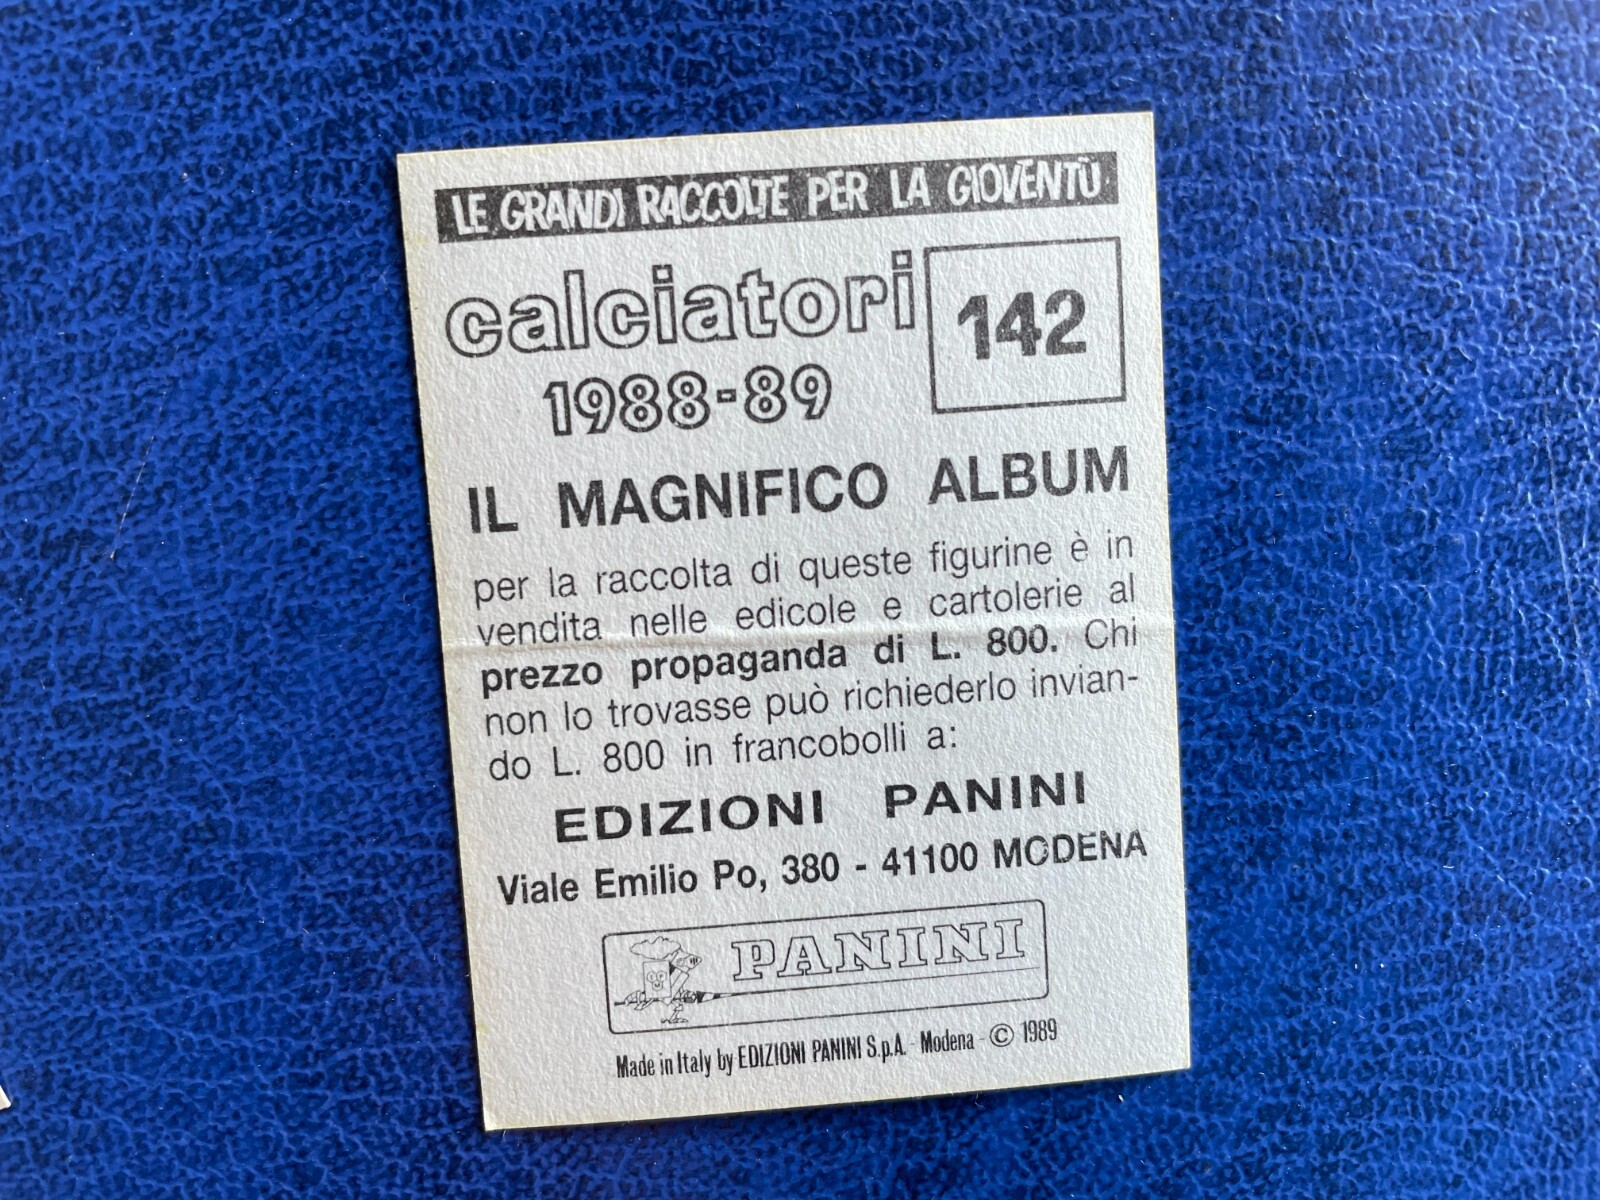 LE GRANDI RACCOLTE PER LA GIOVENTÙ
calciatori
1988-89
142
IL MAGNIFICO ALBUM
per la raccolta di queste figurine è in
vendita nelle edicole e cartolerie al
prezzo propaganda di L. 800. Chi
non lo trovasse può richiederlo invian-
do L. 800 in francobolli a:
EDIZIONI PANINI
Viale Emilio Po, 380 - 41100 MODENA
PANINI
Made in Italy by EDIZIONI PANINI S.p.A. - Modena - © 1989